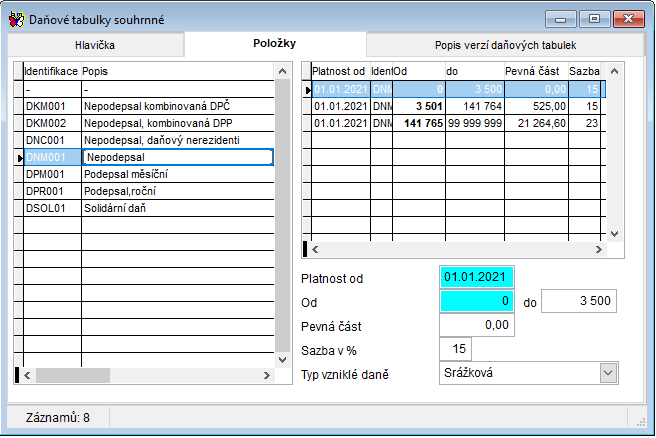 Daňové tabulky souhrnné
Hlavička Položky Popis verzí daňových tabulek
Identifikace Popis
- -
DKM001 Nepodepsal kombinovaná DPČ
DKM002 Nepodepsal, kombinovaná DPP
DNC001 Nepodepsal, daňový nerezidenti
DNM001 Nepodepsal
DPM001 Podepsal měsíční
DPR001 Podepsal,roční
DSOL01 Solidární daň
Platnost od Ident Od do Pevná část Sazba
01.01.2021 DNM 0 3 500 0,00 15
01.01.2021 DNM 3 501 141 764 525,00 15
01.01.2021 DNM 141 765 99 999 999 21 264,60 23
Platnost od 01.01.2021
Od 0 do 3 500
Pevná část 0,00
Sazba v % 15
Typ vzniklé daně Srážková
Záznamů: 8